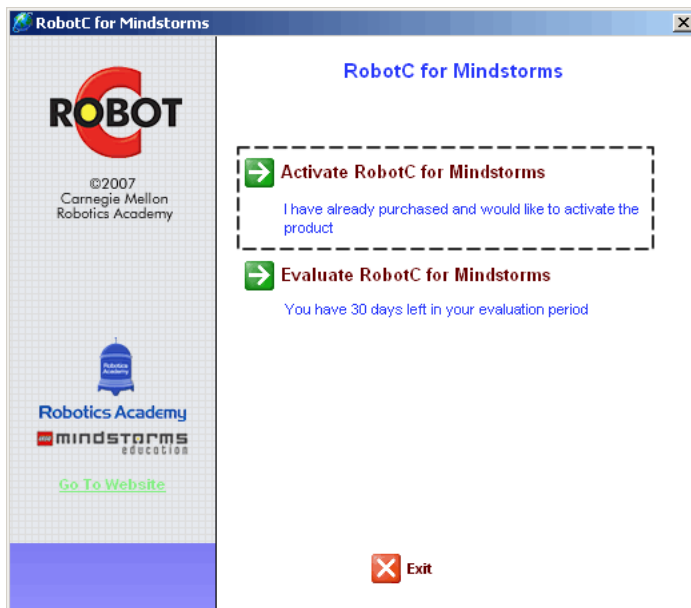 RobotC for Mindstorms
RobotC for Mindstorms
ROBOT
C
©2007
Carnegie Mellon
Robotics Academy
Activate RobotC for Mindstorms
I have already purchased and would like to activate the
product
Evaluate RobotC for Mindstorms
You have 30 days left in your evaluation period
Robotics
Academy
Robotics Academy
LEGO mindstorms
education
Go To Website
Exit